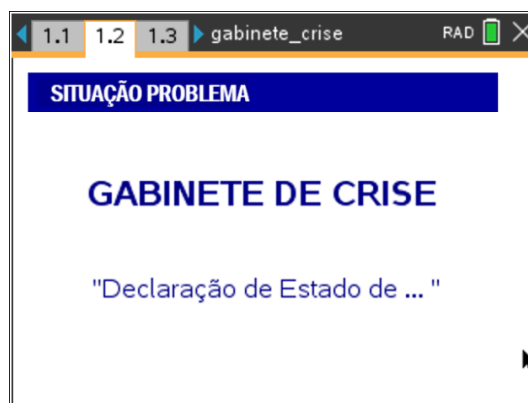 1.1 1.2 1.3 gabinete_crise RAD
SITUAÇÃO PROBLEMA
GABINETE DE CRISE
"Declaração de Estado de ... "